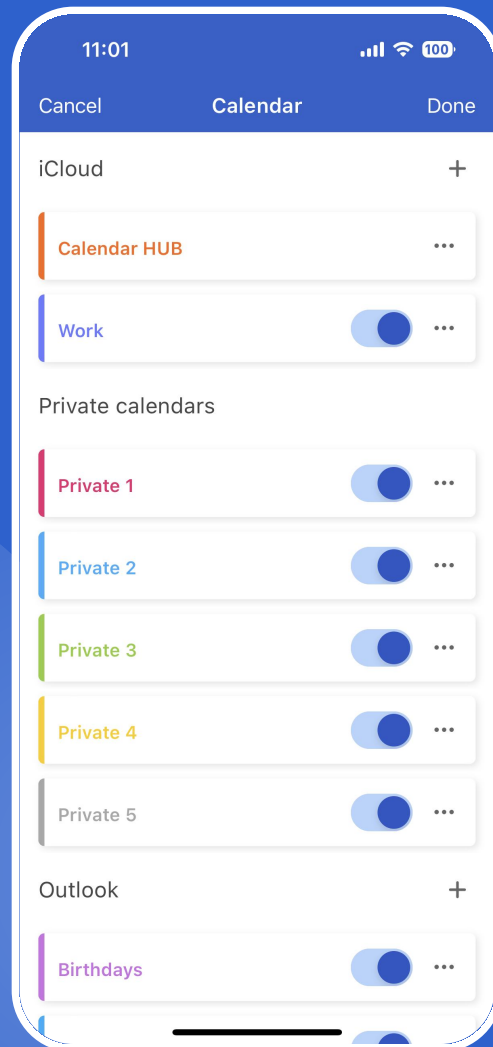 11:01
100
Cancel Calendar Done
iCloud
Calendar HUB
Work
Private calendars
Private 1
Private 2
Private 3
Private 4
Private 5
Outlook
Birthdays